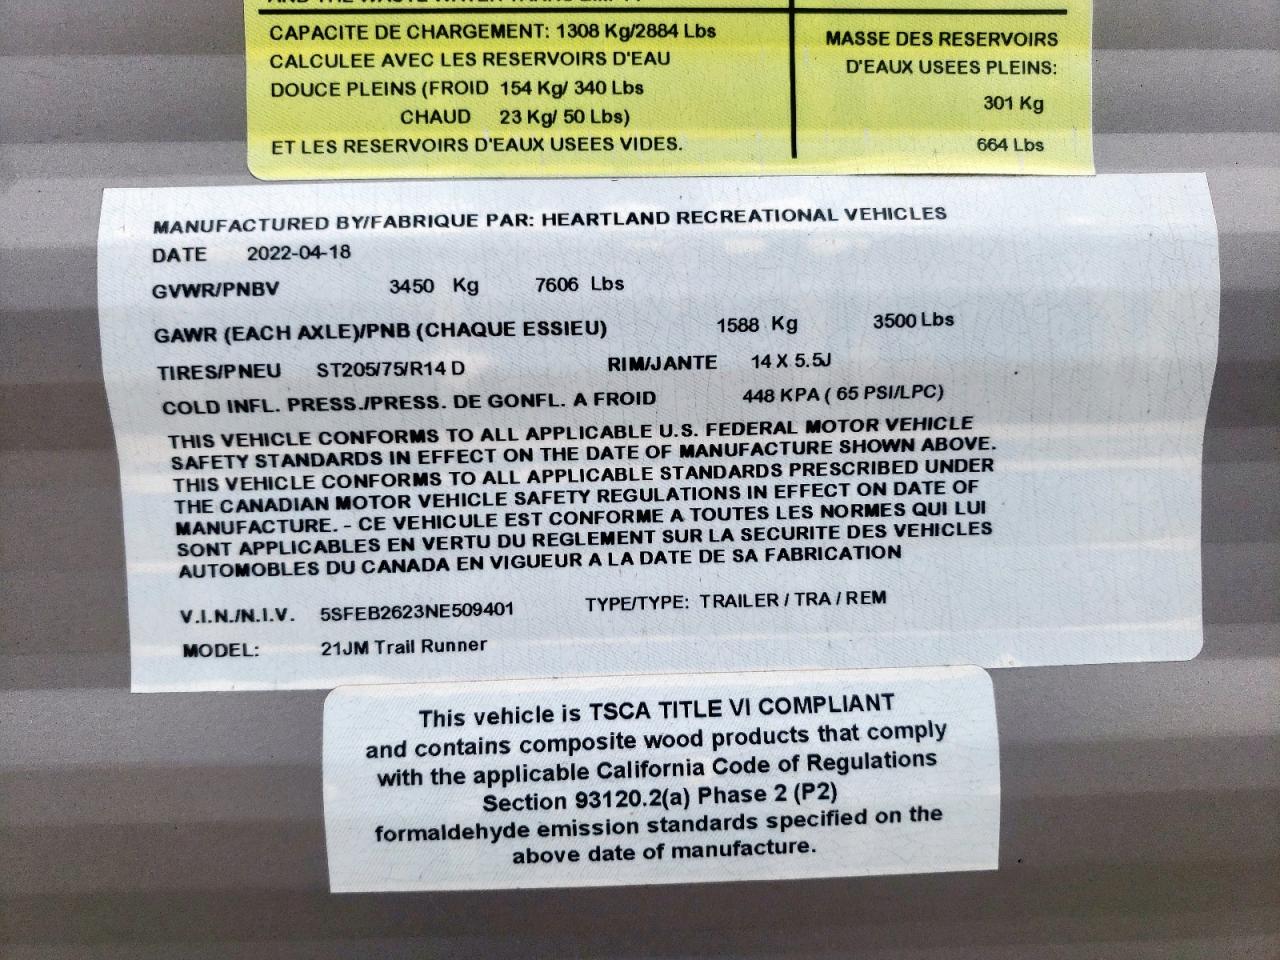 AND THE WASTE WATER TANKS EMPTY
CAPACITE DE CHARGEMENT: 1308 Kg/2884 Lbs
CALCULEE AVEC LES RESERVOIRS D'EAU
DOUCE PLEINS (FROID 154 Kg/ 340 Lbs
CHAUD 23 Kg/ 50 Lbs)
ET LES RESERVOIRS D'EAUX USEES VIDES.
MASSE DES RESERVOIRS
D'EAUX USEES PLEINS:
301 Kg
664 Lbs
MANUFACTURED BY/FABRIQUE PAR: HEARTLAND RECREATIONAL VEHICLES
DATE 2022-04-18
GVWR/PNBV 3450 Kg 7606 Lbs
GAWR (EACH AXLE)/PNB (CHAQUE ESSIEU) 1588 Kg 3500 Lbs
TIRES/PNEU ST205/75/R14 D RIM/JANTE 14 X 5.5J
COLD INFL. PRESS./PRESS. DE GONFL. A FROID 448 KPA ( 65 PSI/LPC)
THIS VEHICLE CONFORMS TO ALL APPLICABLE U.S. FEDERAL MOTOR VEHICLE
SAFETY STANDARDS IN EFFECT ON THE DATE OF MANUFACTURE SHOWN ABOVE.
THIS VEHICLE CONFORMS TO ALL APPLICABLE STANDARDS PRESCRIBED UNDER
THE CANADIAN MOTOR VEHICLE SAFETY REGULATIONS IN EFFECT ON DATE OF
MANUFACTURE. - CE VEHICULE EST CONFORME A TOUTES LES NORMES QUI LUI
SONT APPLICABLES EN VERTU DU REGLEMENT SUR LA SECURITE DES VEHICLES
AUTOMOBLES DU CANADA EN VIGUEUR A LA DATE DE SA FABRICATION
V.I.N./N.I.V. 5SFEB2623NE509401 TYPE/TYPE: TRAILER / TRA / REM
MODEL: 21JM Trail Runner
This vehicle is TSCA TITLE VI COMPLIANT
and contains composite wood products that comply
with the applicable California Code of Regulations
Section 93120.2(a) Phase 2 (P2)
formaldehyde emission standards specified on the
above date of manufacture.